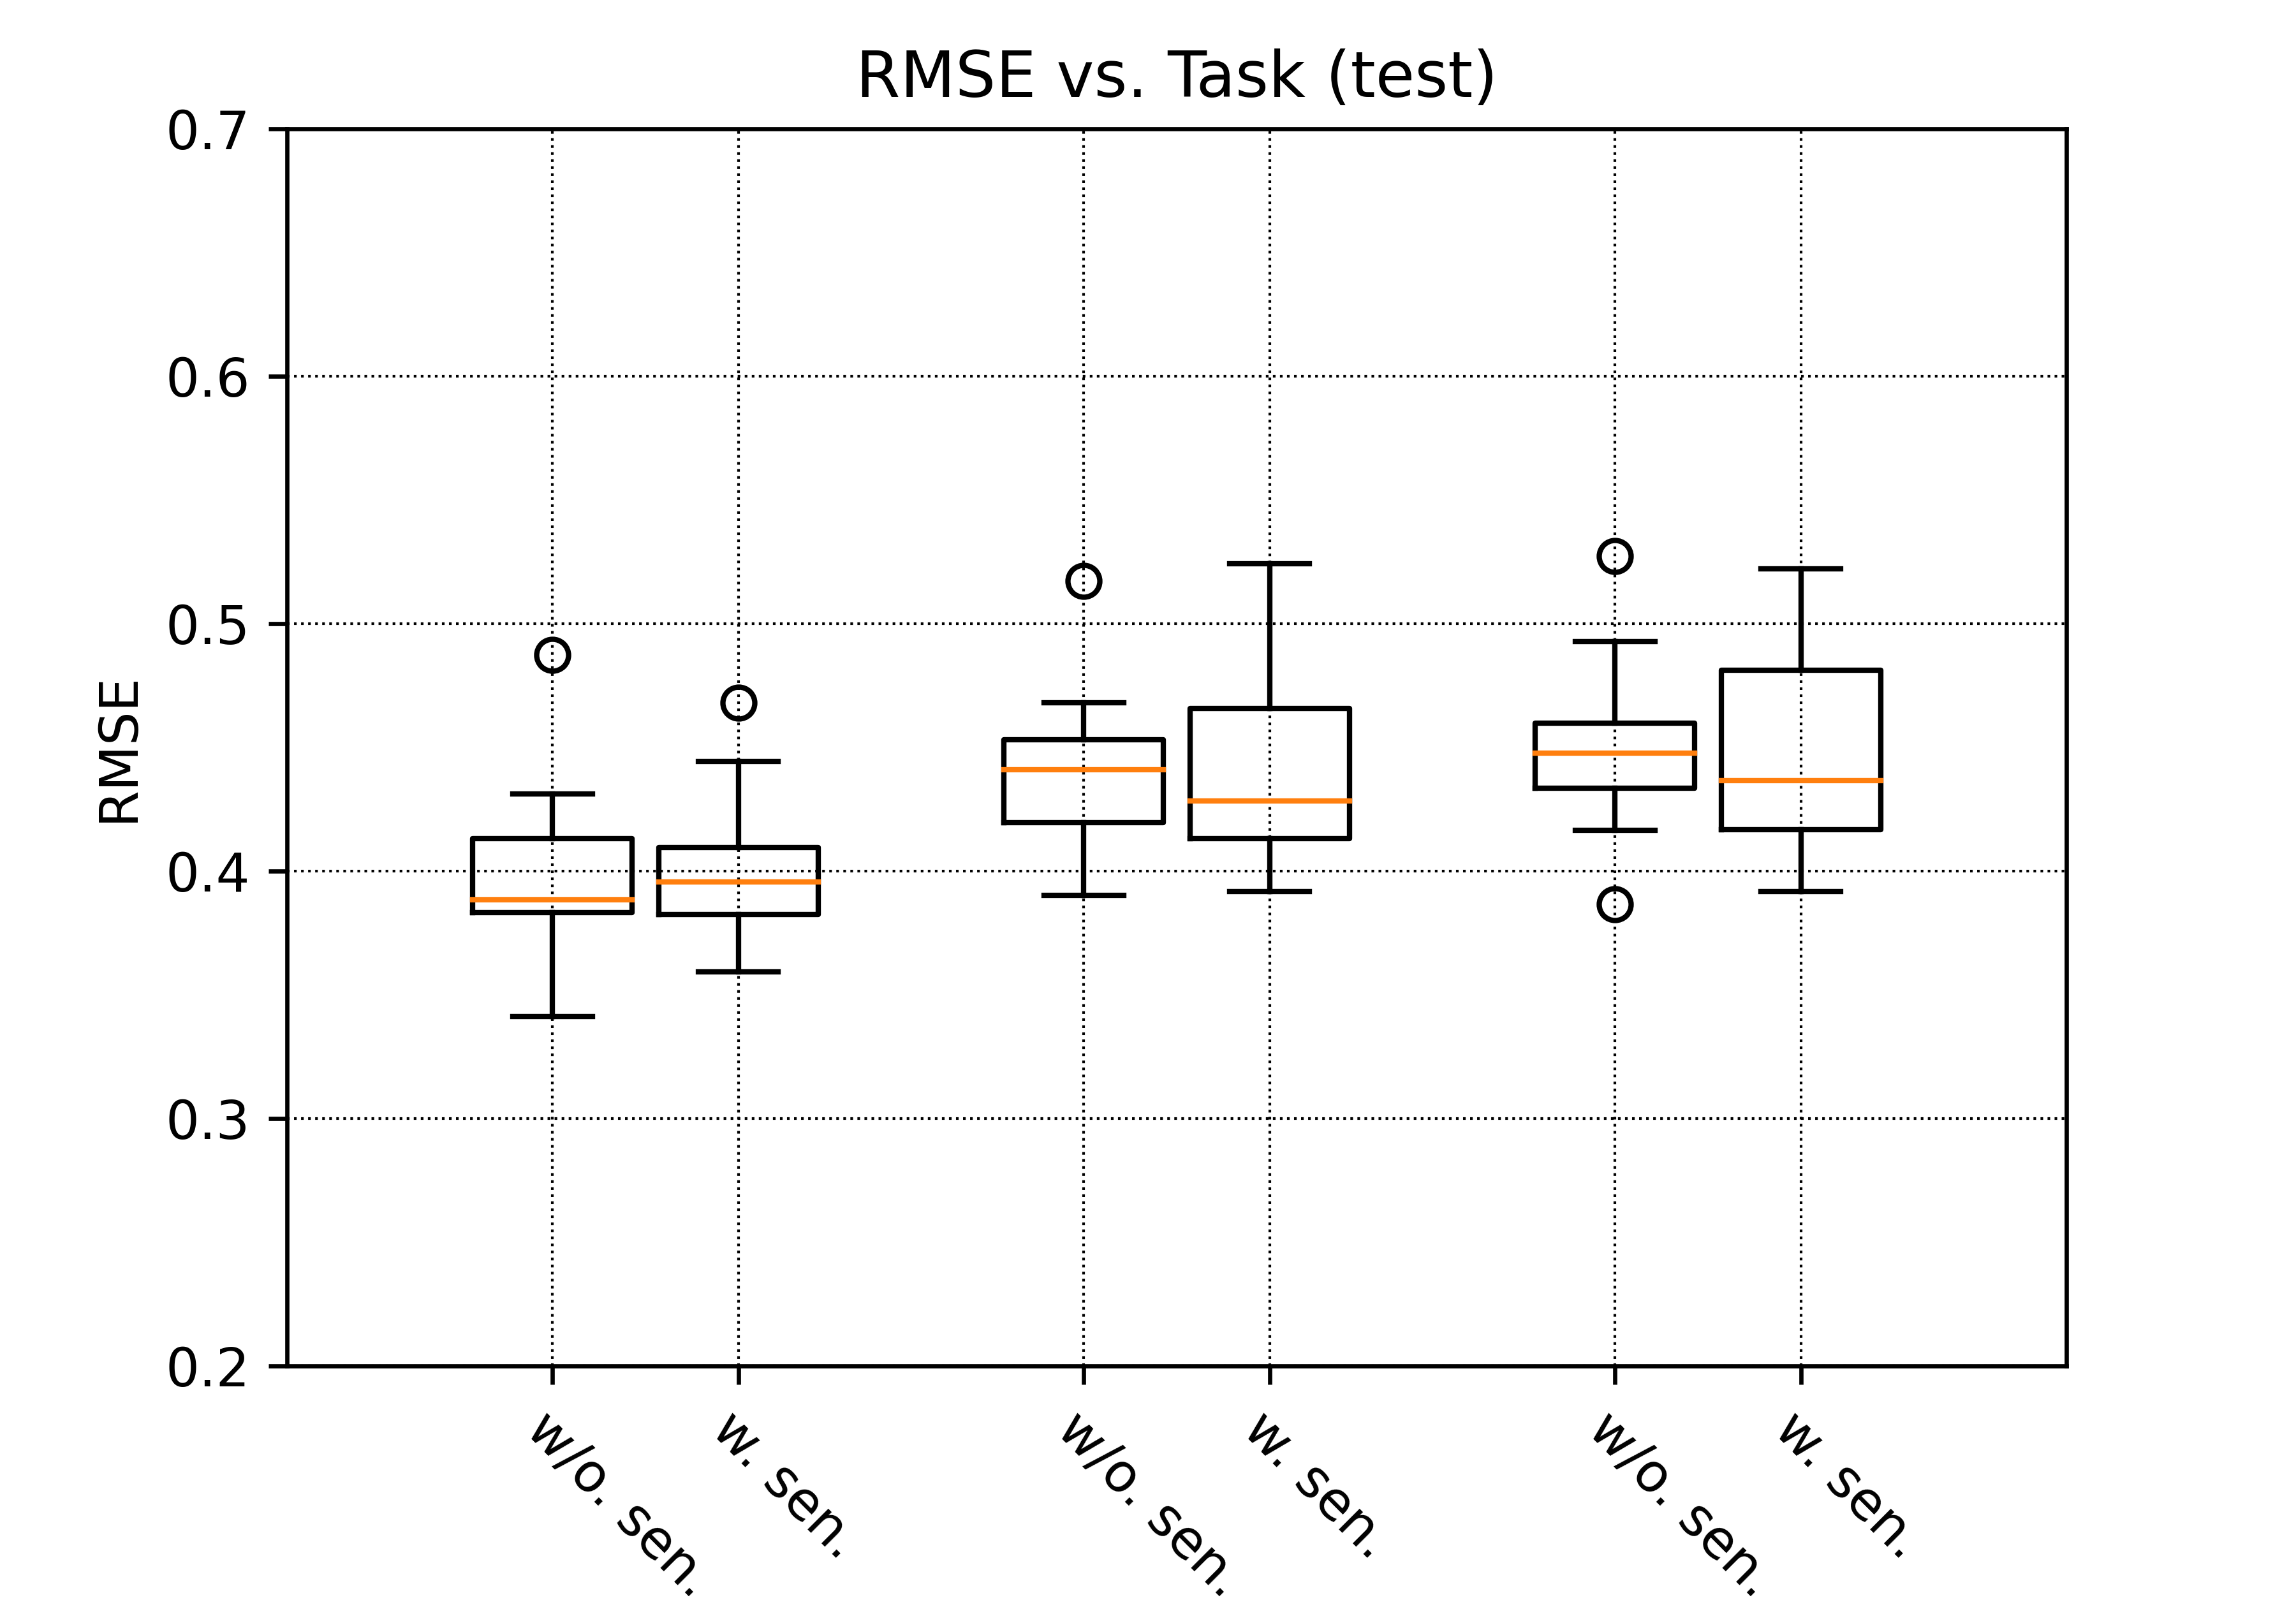 RMSE vs. Task (test)
0.7
0.6
0.5
0.4
0.3
0.2
RMSE
w/o. sen.
w. sen.
w/o. sen.
w. sen.
w/o. sen.
w. sen.